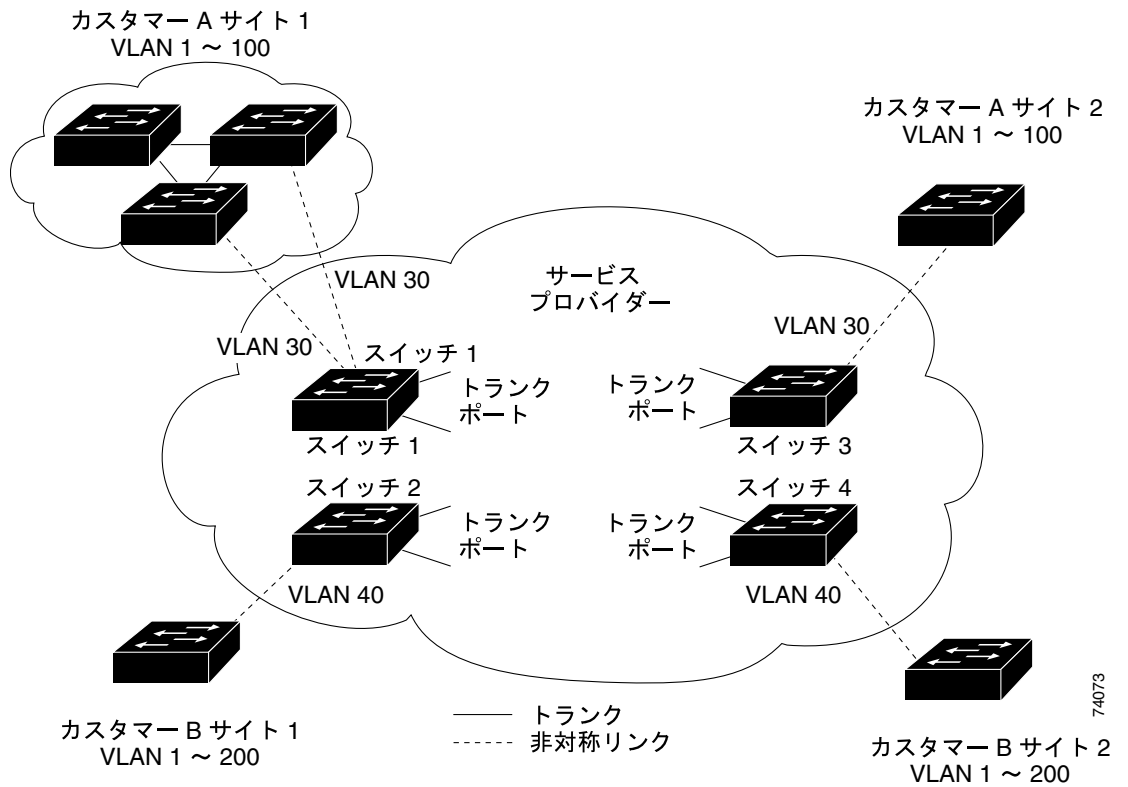 カスタマー A サイト 1
VLAN 1 ～ 100
カスタマー A サイト 2
VLAN 1 ～ 100
サービス
プロバイダー
VLAN 30
VLAN 30
VLAN 30
スイッチ 1
トランク
ポート
トランク
ポート
スイッチ 1
スイッチ 3
スイッチ 2
スイッチ 4
トランク
ポート
トランク
ポート
VLAN 40
VLAN 40
カスタマー B サイト 1
VLAN 1 ～ 200
トランク
非対称リンク
カスタマー B サイト 2
VLAN 1 ～ 200
74073